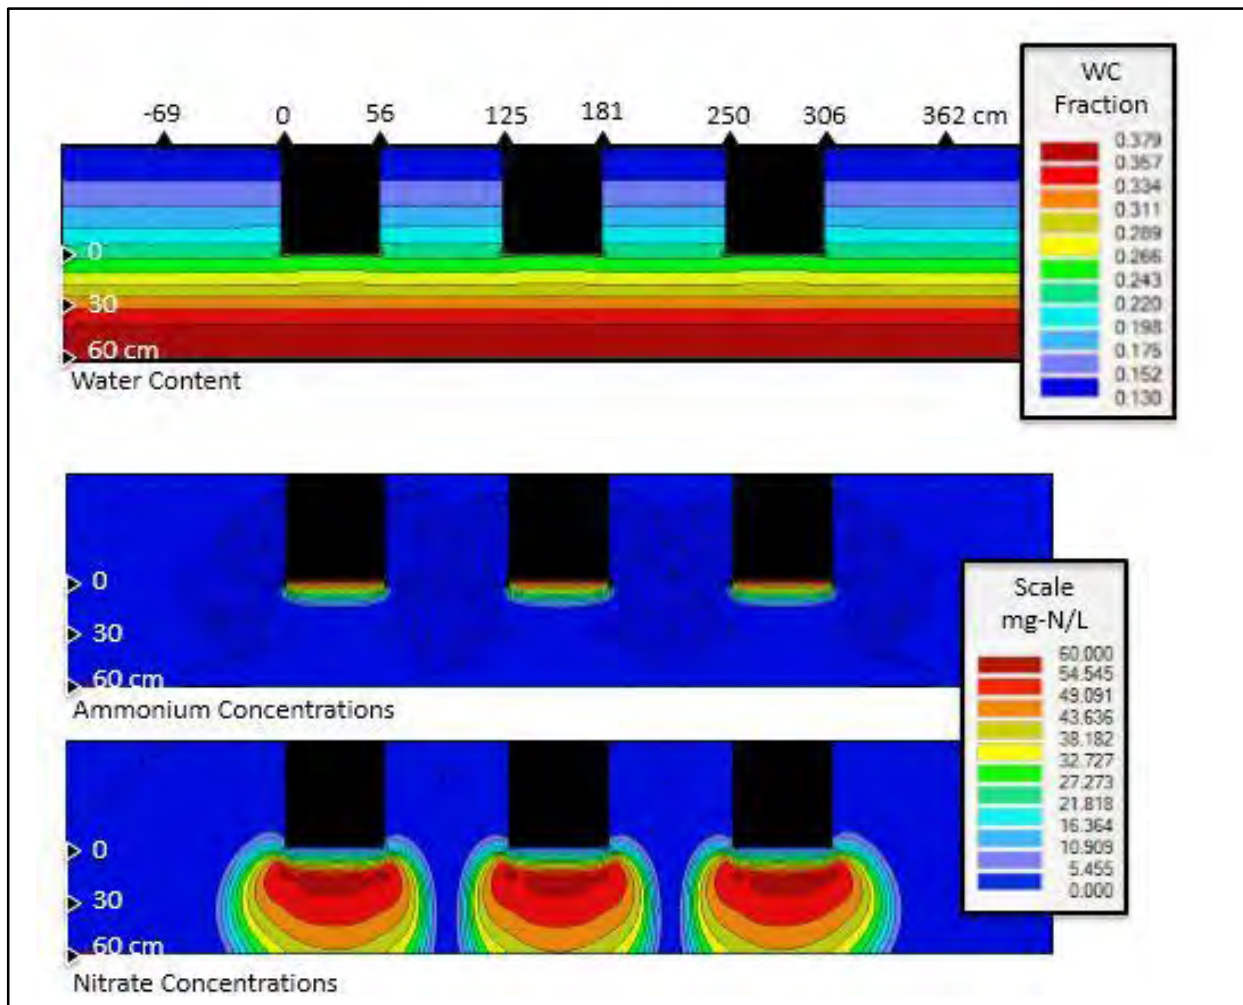 -69 0 56 125 181 250 306 362 cm
WC
Fraction
0.379
0.357
0.334
0.311
0.289
0.266
0.243
0.220
0.198
0.175
0.152
0.130
0
30
60 cm
Water Content
0
30
60 cm
Ammonium Concentrations
Scale
mg-N/L
60.000
54.545
49.091
43.636
38.182
32.727
27.273
21.818
16.364
10.909
5.455
0.000
0
30
60 cm
Nitrate Concentrations